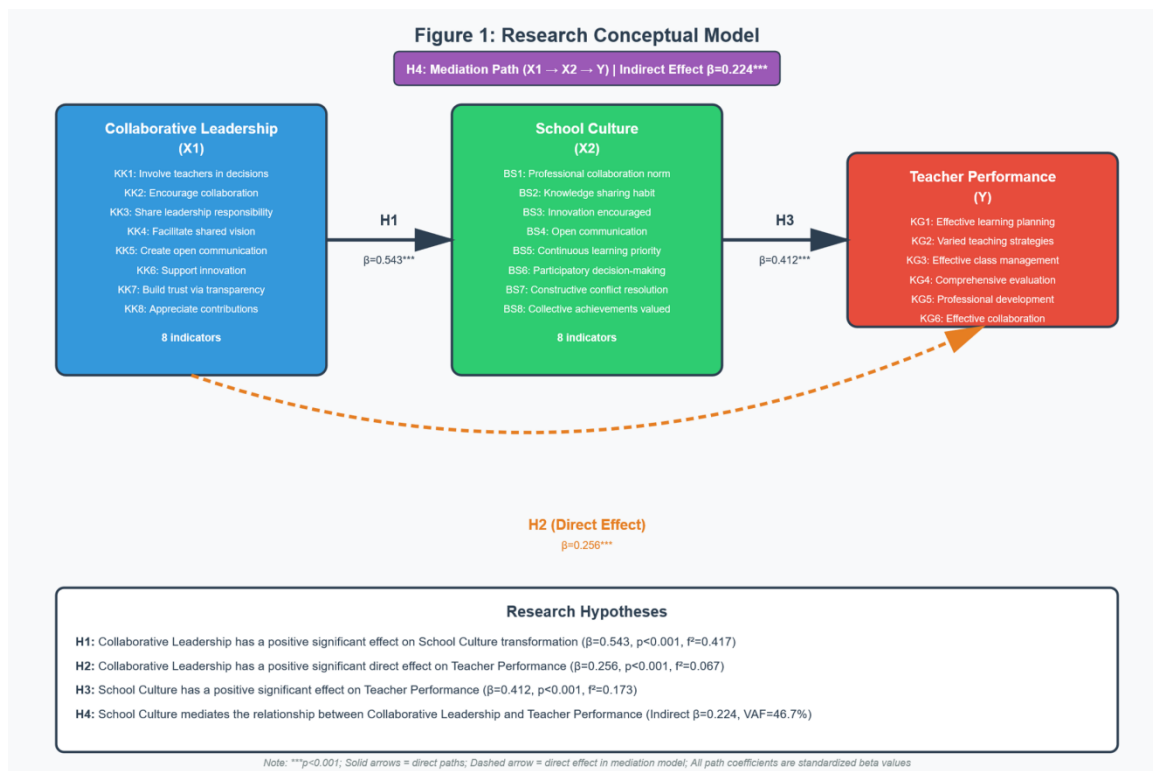 Figure 1: Research Conceptual Model
H4: Mediation Path (X1 → X2 → Y) | Indirect Effect β=0.224***
Collaborative Leadership
(X1)
KK1: Involve teachers in decisions
KK2: Encourage collaboration
KK3: Share leadership responsibility
KK4: Facilitate shared vision
KK5: Create open communication
KK6: Support innovation
KK7: Build trust via transparency
KK8: Appreciate contributions
8 indicators
H1
β=0.543***
School Culture
(X2)
BS1: Professional collaboration norm
BS2: Knowledge sharing habit
BS3: Innovation encouraged
BS4: Open communication
BS5: Continuous learning priority
BS6: Participatory decision-making
BS7: Constructive conflict resolution
BS8: Collective achievements valued
8 indicators
H3
β=0.412***
Teacher Performance
(Y)
KG1: Effective learning planning
KG2: Varied teaching strategies
KG3: Effective class management
KG4: Comprehensive evaluation
KG5: Professional development
KG6: Effective collaboration
H2 (Direct Effect)
β=0.256***
Research Hypotheses
H1: Collaborative Leadership has a positive significant effect on School Culture transformation (β=0.543, p<0.001, f²=0.417)
H2: Collaborative Leadership has a positive significant direct effect on Teacher Performance (β=0.256, p<0.001, f²=0.067)
H3: School Culture has a positive significant effect on Teacher Performance (β=0.412, p<0.001, f²=0.173)
H4: School Culture mediates the relationship between Collaborative Leadership and Teacher Performance (Indirect β=0.224, VAF=46.7%)
Note: ***p<0.001; Solid arrows = direct paths; Dashed arrow = direct effect in mediation model; All path coefficients are standardized beta values